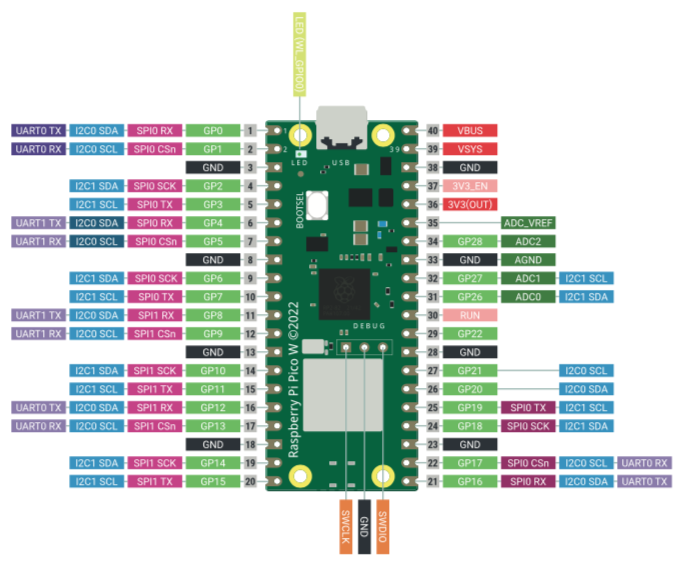 LED (WL_GPIO0)
UART0 TX I2C0 SDA SPI0 RX GP0 1 1 40 VBUS
UART0 RX I2C0 SCL SPI0 CSn GP1 2 2 39 39 VSYS
LED USB
GND 3 38 GND
I2C1 SDA SPI0 SCK GP2 4 37 3V3_EN
I2C1 SCL SPI0 TX GP3 5 36 3V3(OUT)
BOOTSEL
UART1 TX I2C0 SDA SPI0 RX GP4 6 35 ADC_VREF
UART1 RX I2C0 SCL SPI0 CSn GP5 7 34 GP28 ADC2
GND 8 33 GND AGND
I2C1 SDA SPI0 SCK GP6 9 32 GP27 ADC1 I2C1 SCL
I2C1 SCL SPI0 TX GP7 10 31 GP26 ADC0 I2C1 SDA
UART1 TX I2C0 SDA SPI1 RX GP8 11 30 RUN
DEBUG
UART1 RX I2C0 SCL SPI1 CSn GP9 12 29 GP22
GND 13 28 GND
I2C1 SDA SPI1 SCK GP10 14 27 GP21 I2C0 SCL
I2C1 SCL SPI1 TX GP11 15 26 GP20 I2C0 SDA
UART0 TX I2C0 SDA SPI1 RX GP12 16 25 GP19 SPI0 TX I2C1 SCL
UART0 RX I2C0 SCL SPI1 CSn GP13 17 24 GP18 SPI0 SCK I2C1 SDA
GND 18 23 GND
I2C1 SDA SPI1 SCK GP14 19 22 GP17 SPI0 CSn I2C0 SCL UART0 RX
I2C1 SCL SPI1 TX GP15 20 21 GP16 SPI0 RX I2C0 SDA UART0 TX
Raspberry Pi Pico W ©2022
SWCLK
GND
SWDIO